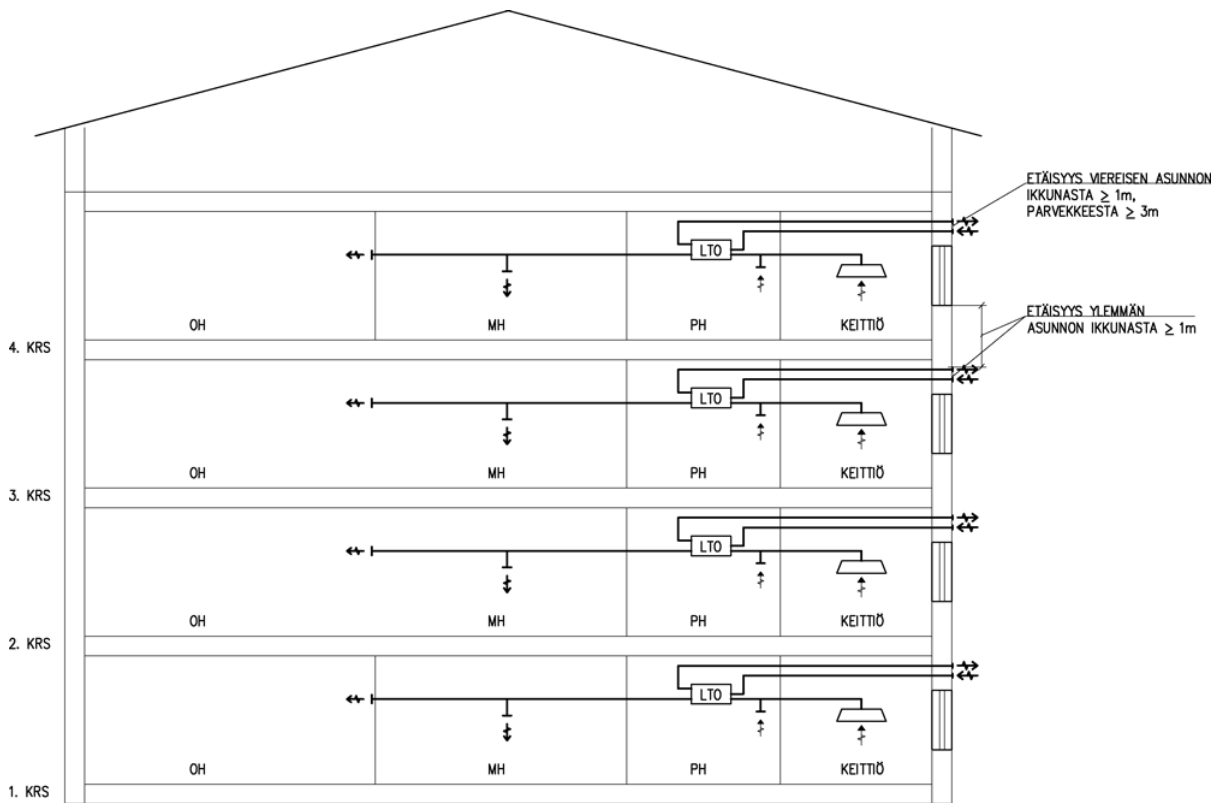 ETÄISYYS VIEREISEN ASUNNON
IKKUNASTA ≥ 1m,
PARVEKKEESTA ≥ 3m
LTO
OH
MH
PH
KEITTIÖ
ETÄISYYS YLEMMÄN
ASUNNON IKKUNASTA ≥ 1m
4. KRS
LTO
OH
MH
PH
KEITTIÖ
3. KRS
LTO
OH
MH
PH
KEITTIÖ
2. KRS
LTO
OH
MH
PH
KEITTIÖ
1. KRS